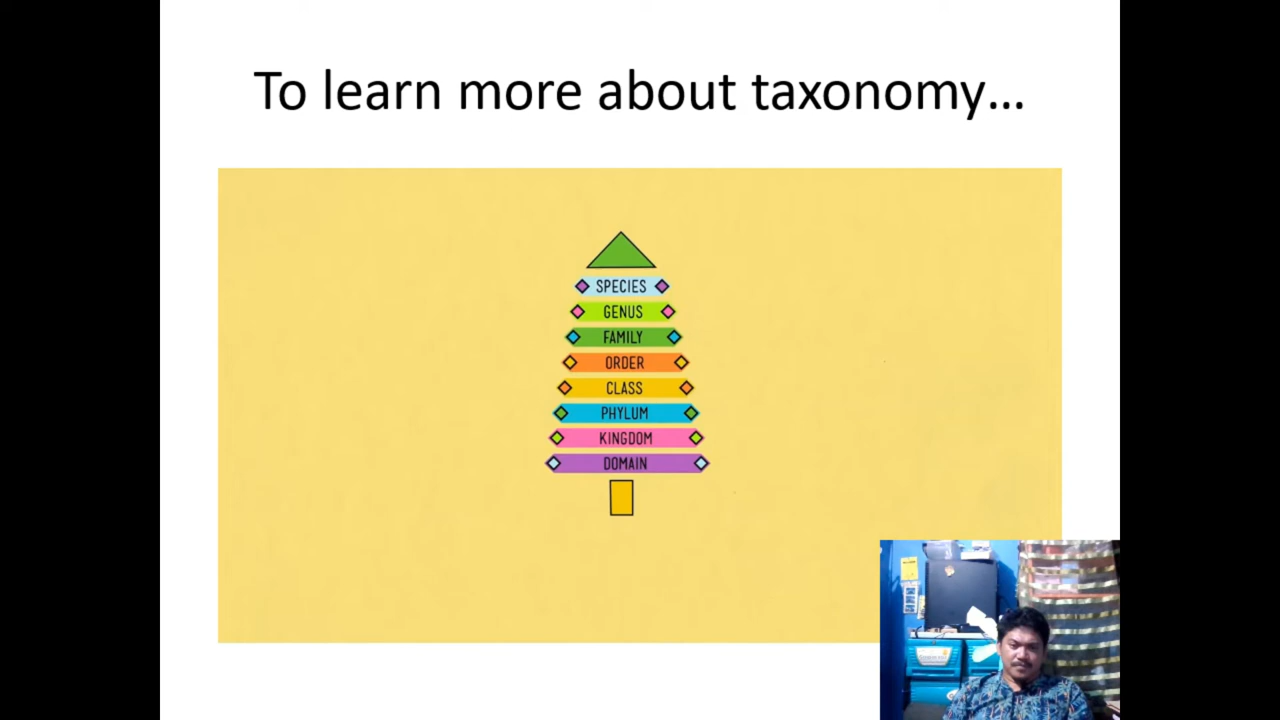 To learn more about taxonomy...
SPECIES
GENUS
FAMILY
ORDER
CLASS
PHYLUM
KINGDOM
DOMAIN